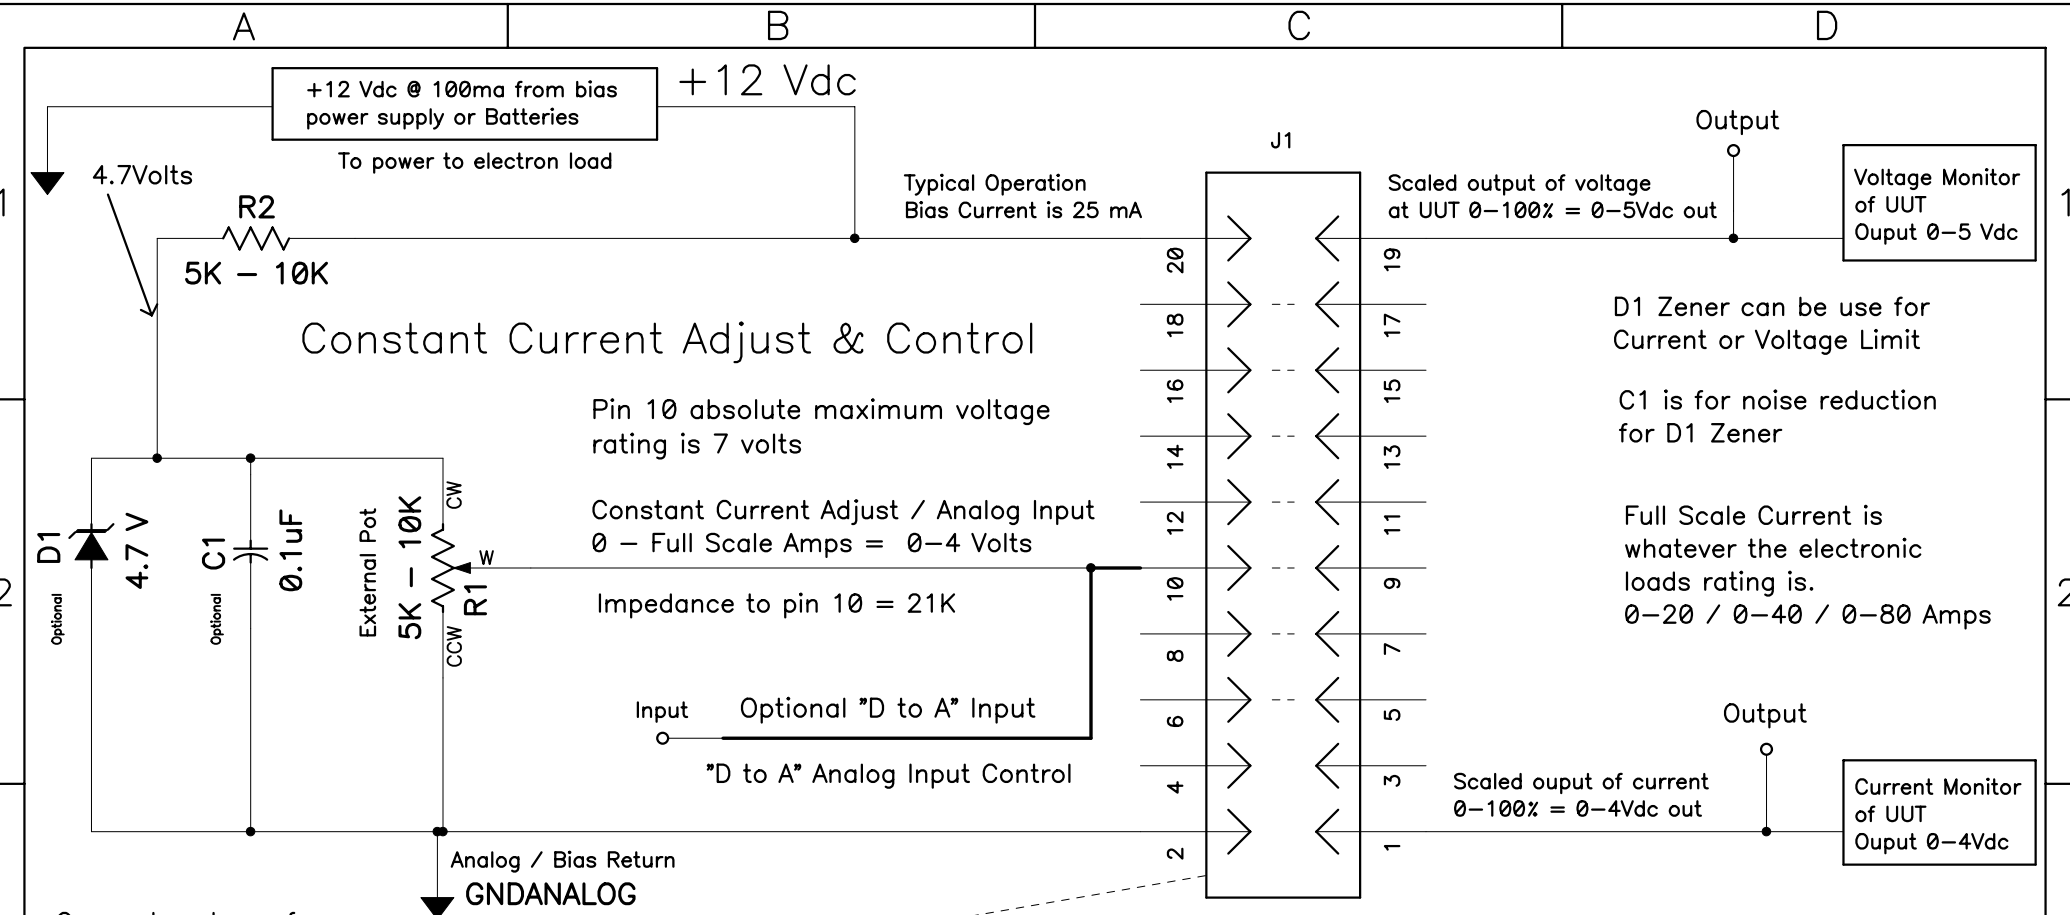 A
B
C
D
+12 Vdc @ 100ma from bias
power supply or Batteries
+12 Vdc
To power to electron load
4.7Volts
R2
5K – 10K
Typical Operation
Bias Current is 25 mA
J1
Scaled output of voltage
at UUT 0–100% = 0–5Vdc out
Output
Voltage Monitor
of UUT
Ouput 0–5 Vdc
1
1
Constant Current Adjust & Control
D1 Zener can be use for
Current or Voltage Limit
C1 is for noise reduction
for D1 Zener
Pin 10 absolute maximum voltage
rating is 7 volts
Constant Current Adjust / Analog Input
0 – Full Scale Amps = 0–4 Volts
Impedance to pin 10 = 21K
Full Scale Current is
whatever the electronic
loads rating is.
0–20 / 0–40 / 0–80 Amps
2
2
D1
4.7 V
Optional
C1
0.1uF
Optional
External Pot
5K – 10K
R1
CW
W
CCW
20
19
18
17
16
15
14
13
12
11
10
9
8
7
6
5
4
3
2
1
Input
Optional "D to A" Input
"D to A" Analog Input Control
Output
Scaled ouput of current
0–100% = 0–4Vdc out
Current Monitor
of UUT
Ouput 0–4Vdc
Analog / Bias Return
GNDANALOG